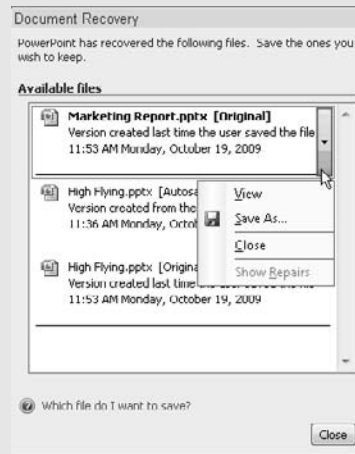 Document Recovery
PowerPoint has recovered the following files. Save the ones you
wish to keep.
Available files
Marketing Report.pptx [Original]
Version created last time the user saved the file
11:53 AM Monday, October 19, 2009
High Flying.pptx [Autosa
Version created from the
11:36 AM Monday, Octob
View
Save As...
Close
Show Repairs
High Flying.pptx [Origina
Version created last time
11:53 AM Monday, October 19, 2009
Which file do I want to save?
Close